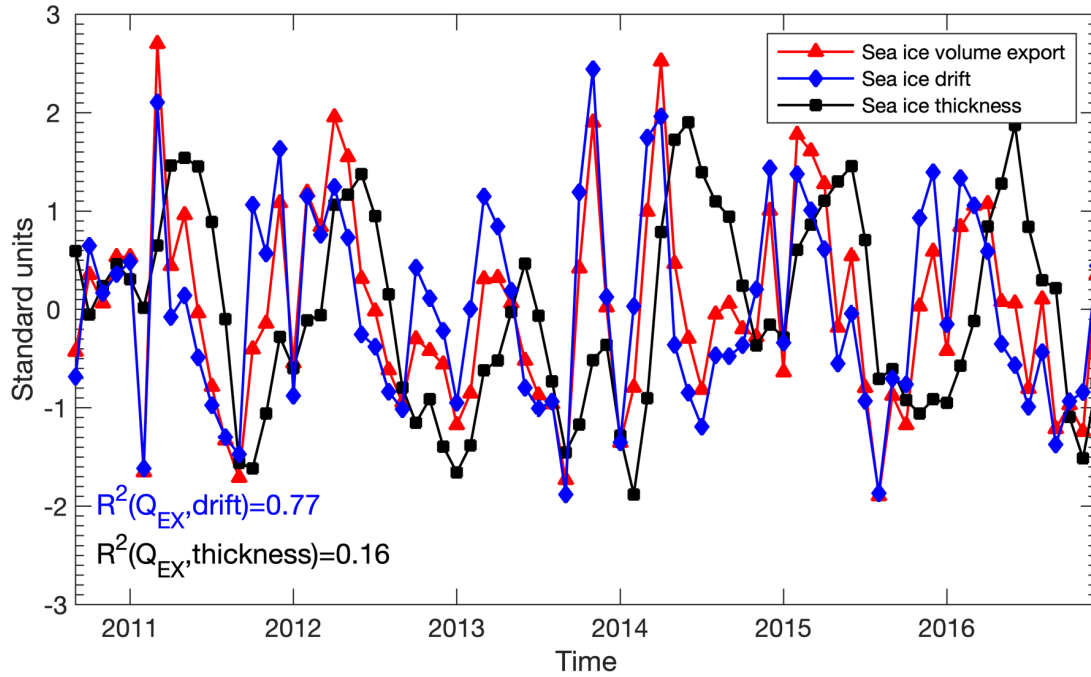 3
2
1
0
-1
-2
-3
Standard units
Sea ice volume export
Sea ice drift
Sea ice thickness
R²(Q_EX,drift)=0.77
R²(Q_EX,thickness)=0.16
2011 2012 2013 2014 2015 2016
Time